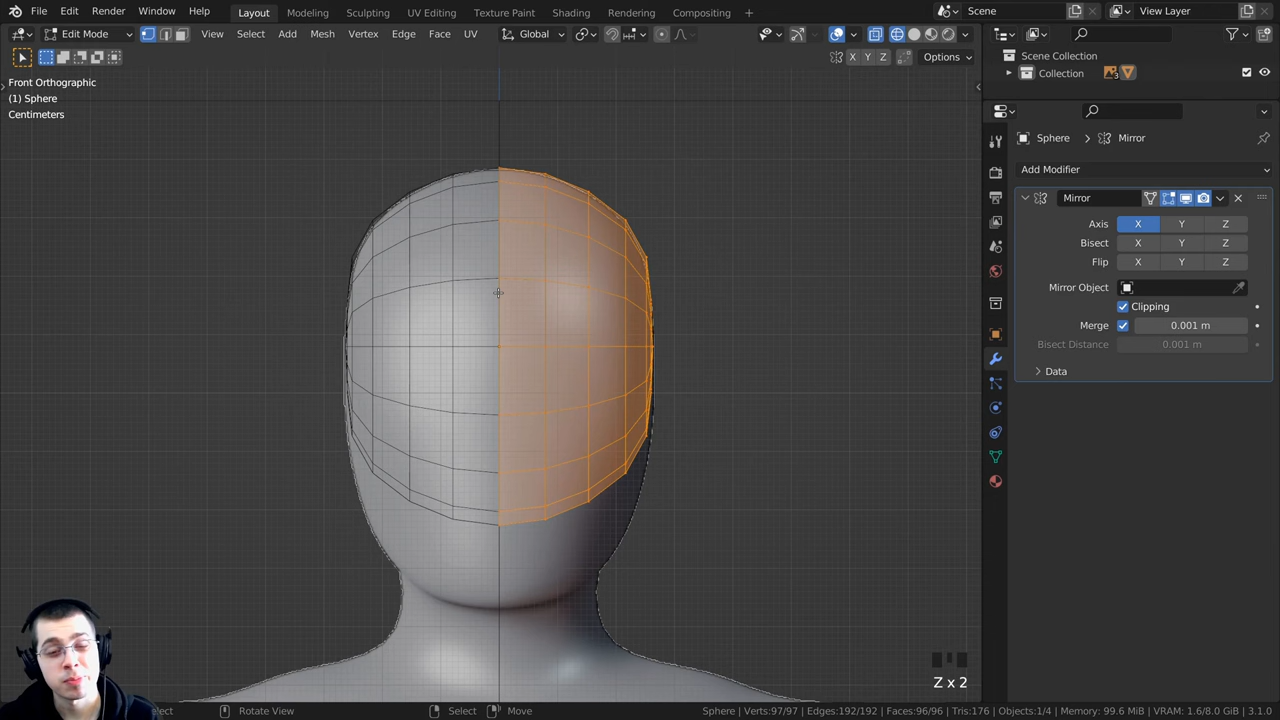 File Edit Render Window Help Layout Modeling Sculpting UV Editing Texture Paint Shading Rendering Compositing + Scene View Layer
Edit Mode View Select Add Mesh Vertex Edge Face UV Global
X Y Z Options
Front Orthographic
(1) Sphere
Centimeters
Scene Collection
Collection
Sphere > Mirror
Add Modifier
Mirror
Axis X Y Z
Bisect X Y Z
Flip X Y Z
Mirror Object
Clipping
Merge 0.001 m
Bisect Distance 0.001 m
Data
Z x 2
Rotate View Select Move Sphere | Verts:97/97 | Edges:192/192 | Faces:96/96 | Tris:176 | Objects:1/4 | Memory: 99.6 MiB | VRAM: 1.6/8.0 GiB | 3.1.0